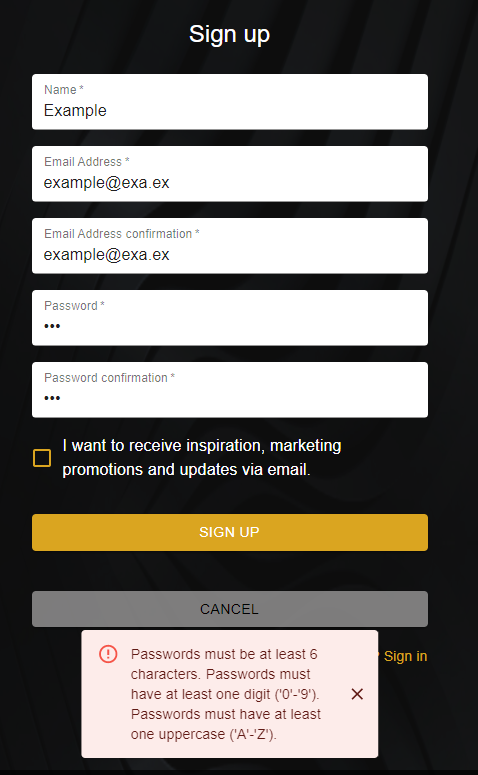 Sign up
Name *
Example
Email Address *
example@exa.ex
Email Address confirmation *
example@exa.ex
Password *
•••
Password confirmation *
•••
I want to receive inspiration, marketing
promotions and updates via email.
SIGN UP
CANCEL
? Sign in
Passwords must be at least 6
characters. Passwords must
have at least one digit ('0'-'9').
Passwords must have at least
one uppercase ('A'-'Z').